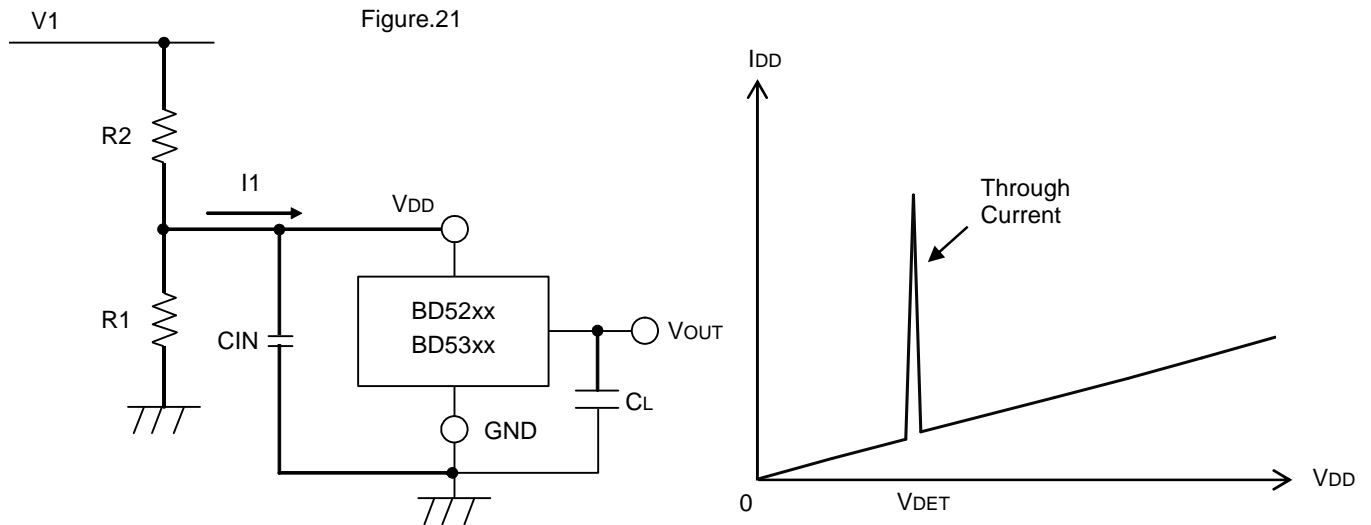 Figure.21
V1
R2
I1
VDD
R1
CIN
BD52xx
BD53xx
VOUT
CL
GND
IDD
Through
Current
0
VDET
VDD